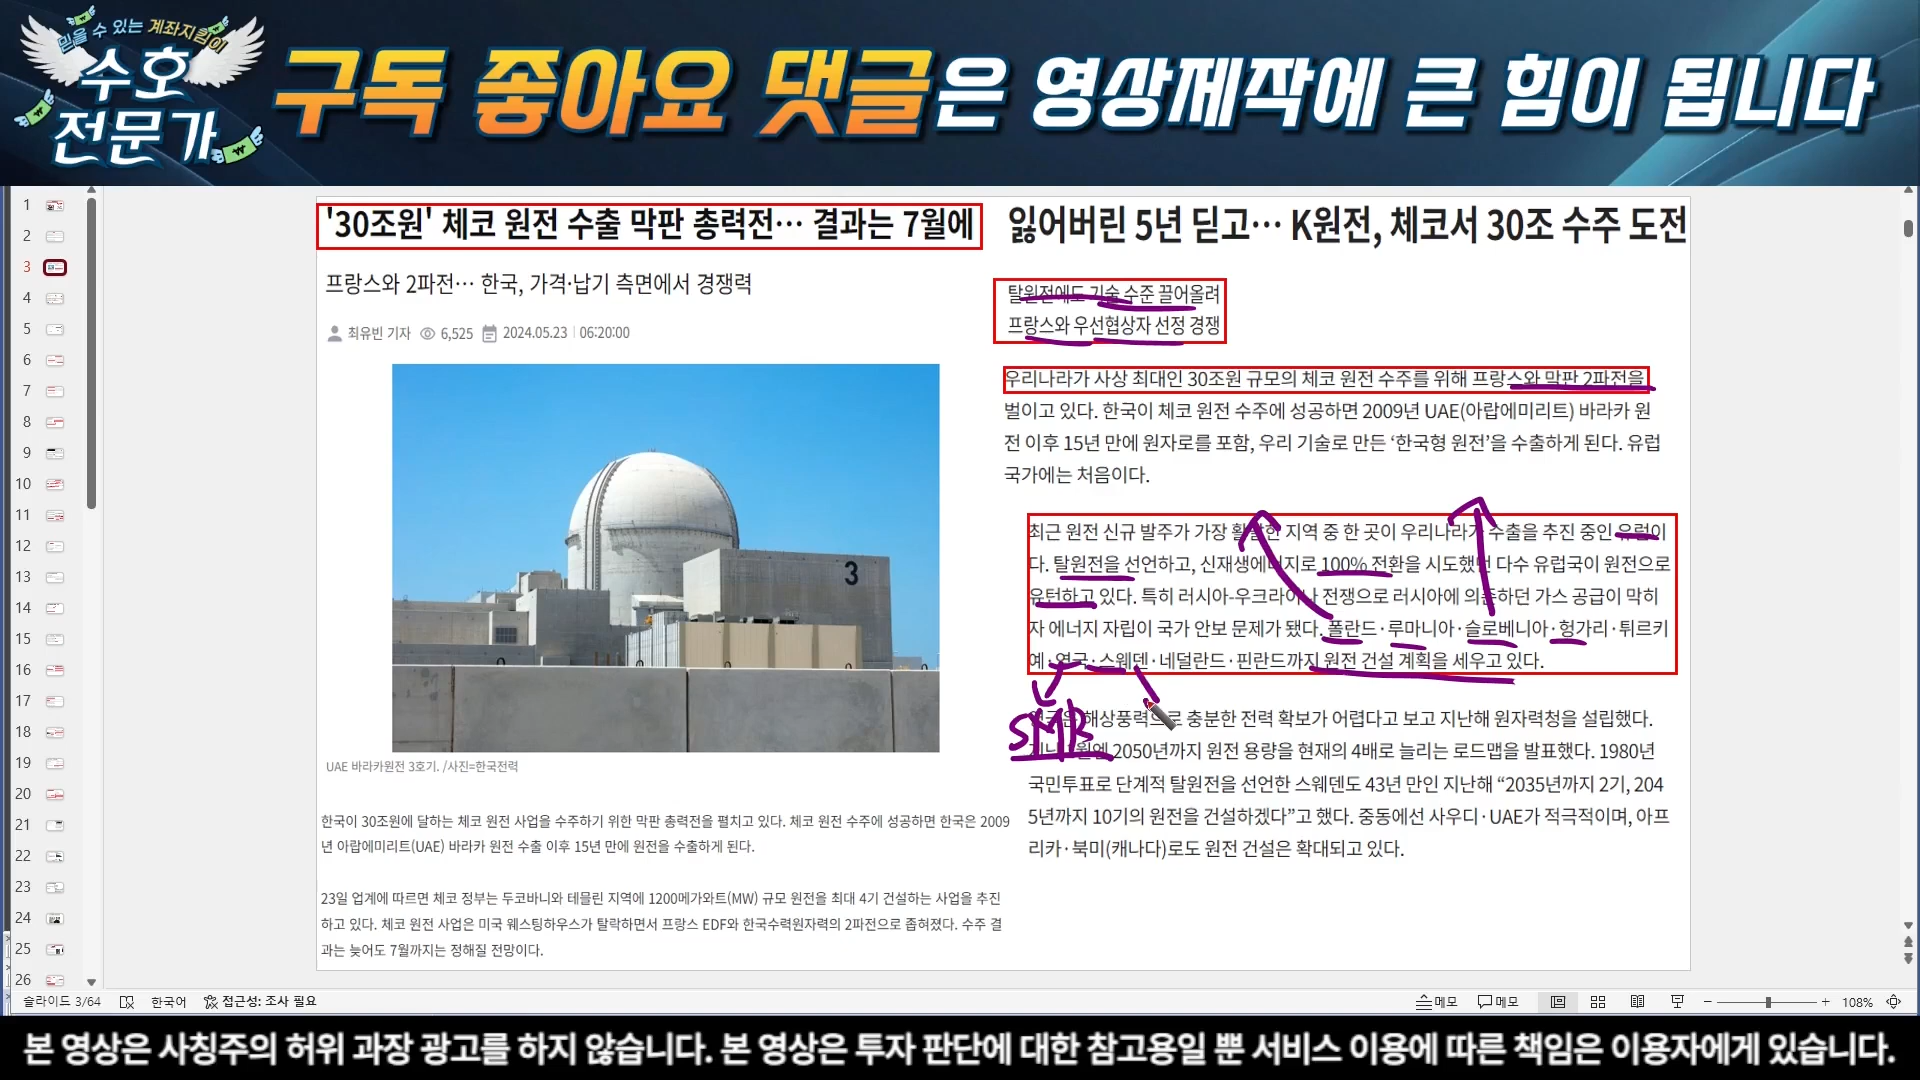 믿을 수 있는 계좌지킴이
수호
전문가
구독 좋아요 댓글은 영상제작에 큰 힘이 됩니다
1
2
3
4
5
6
7
8
9
10
11
12
13
14
15
16
17
18
19
20
21
22
23
24
25
26
'30조원' 체코 원전 수출 막판 총력전… 결과는 7월에
프랑스와 2파전… 한국, 가격·납기 측면에서 경쟁력
최유빈 기자 6,525 2024.05.23 | 06:20:00
3
UAE 바라카원전 3호기. /사진=한국전력
한국이 30조원에 달하는 체코 원전 사업을 수주하기 위한 막판 총력전을 펼치고 있다. 체코 원전 수주에 성공하면 한국은 2009
년 아랍에미리트(UAE) 바라카 원전 수출 이후 15년 만에 원전을 수출하게 된다.
23일 업계에 따르면 체코 정부는 두코바니와 테믈린 지역에 1200메가와트(MW) 규모 원전을 최대 4기 건설하는 사업을 추진
하고 있다. 체코 원전 사업은 미국 웨스팅하우스가 탈락하면서 프랑스 EDF와 한국수력원자력의 2파전으로 좁혀졌다. 수주 결
과는 늦어도 7월까지는 정해질 전망이다.
잃어버린 5년 딛고… K원전, 체코서 30조 수주 도전
탈원전에도 기술 수준 끌어올려
프랑스와 우선협상자 선정 경쟁
우리나라가 사상 최대인 30조원 규모의 체코 원전 수주를 위해 프랑스와 막판 2파전을
벌이고 있다. 한국이 체코 원전 수주에 성공하면 2009년 UAE(아랍에미리트) 바라카 원
전 이후 15년 만에 원자로를 포함, 우리 기술로 만든 ‘한국형 원전’을 수출하게 된다. 유럽
국가에는 처음이다.
최근 원전 신규 발주가 가장 활발한 지역 중 한 곳이 우리나라가 수출을 추진 중인 유럽이
다. 탈원전을 선언하고, 신재생에너지로 100% 전환을 시도했던 다수 유럽국이 원전으로
유턴하고 있다. 특히 러시아-우크라이나 전쟁으로 러시아에 의존하던 가스 공급이 막히
자 에너지 자립이 국가 안보 문제가 됐다. 폴란드·루마니아·슬로베니아·헝가리·튀르키
예·영국·스웨덴·네덜란드·핀란드까지 원전 건설 계획을 세우고 있다.
해상풍력으로 충분한 전력 확보가 어렵다고 보고 지난해 원자력청을 설립했다.
2050년까지 원전 용량을 현재의 4배로 늘리는 로드맵을 발표했다. 1980년
국민투표로 단계적 탈원전을 선언한 스웨덴도 43년 만인 지난해 “2035년까지 2기, 204
5년까지 10기의 원전을 건설하겠다”고 했다. 중동에선 사우디·UAE가 적극적이며, 아프
리카·북미(캐나다)로도 원전 건설은 확대되고 있다.
SMR
슬라이드 3/64 한국어 접근성: 조사 필요 메모 메모 108%
본 영상은 사칭주의 허위 과장 광고를 하지 않습니다. 본 영상은 투자 판단에 대한 참고용일 뿐 서비스 이용에 따른 책임은 이용자에게 있습니다.